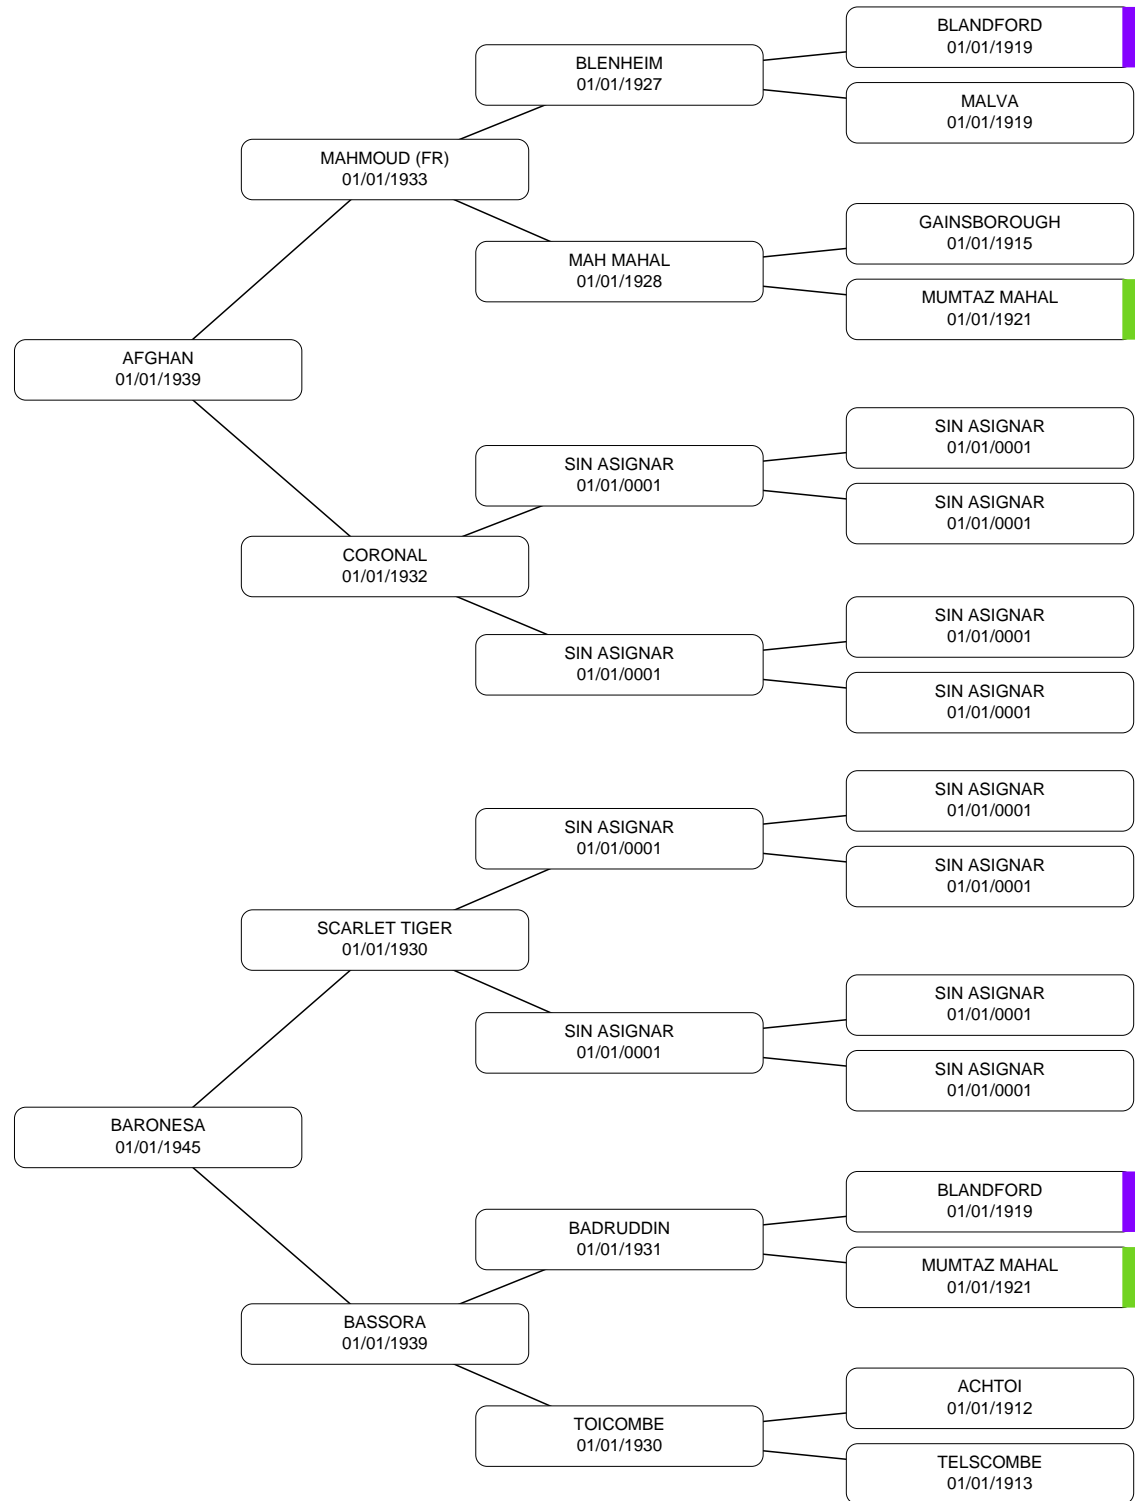 BLANDFORD
01/01/1919
BLENHEIM
01/01/1927
MALVA
01/01/1919
MAHMOUD (FR)
01/01/1933
GAINSBOROUGH
01/01/1915
MAH MAHAL
01/01/1928
MUMTAZ MAHAL
01/01/1921
AFGHAN
01/01/1939
SIN ASIGNAR
01/01/0001
SIN ASIGNAR
01/01/0001
SIN ASIGNAR
01/01/0001
CORONAL
01/01/1932
SIN ASIGNAR
01/01/0001
SIN ASIGNAR
01/01/0001
SIN ASIGNAR
01/01/0001
SIN ASIGNAR
01/01/0001
SIN ASIGNAR
01/01/0001
SIN ASIGNAR
01/01/0001
SCARLET TIGER
01/01/1930
SIN ASIGNAR
01/01/0001
SIN ASIGNAR
01/01/0001
SIN ASIGNAR
01/01/0001
BARONESA
01/01/1945
BLANDFORD
01/01/1919
BADRUDDIN
01/01/1931
MUMTAZ MAHAL
01/01/1921
BASSORA
01/01/1939
ACHTOI
01/01/1912
TOICOMBE
01/01/1930
TELSCOMBE
01/01/1913